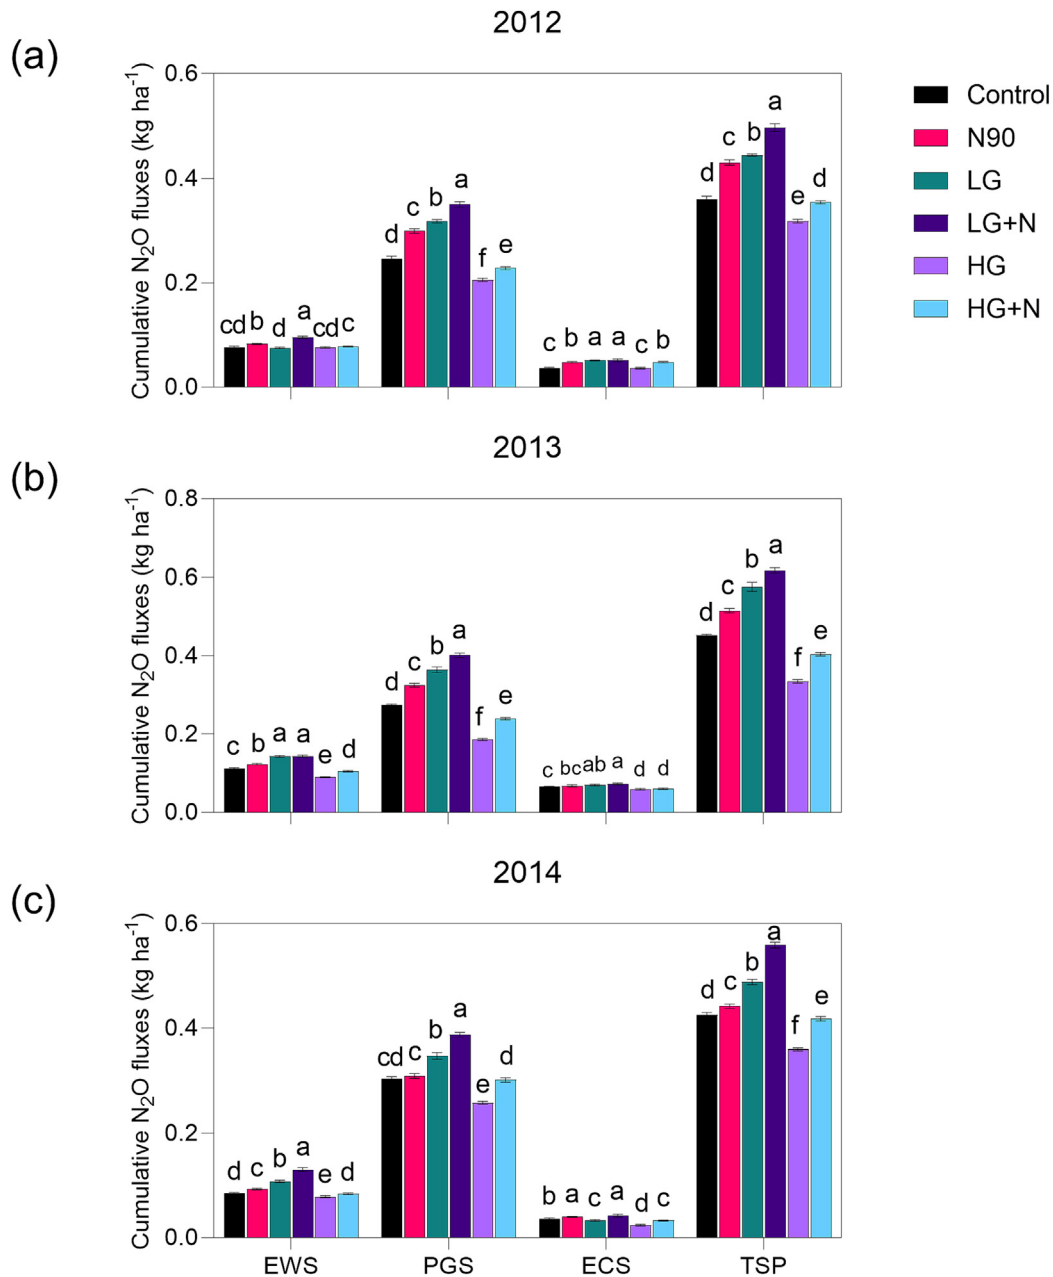 2012
(a)
Cumulative N₂O fluxes (kg ha⁻¹)
0.6
0.4
0.2
0.0
cd b d a cd c
d c b a f e
c b a a c b
d c b a e d
Control
N90
LG
LG+N
HG
HG+N
2013
(b)
Cumulative N₂O fluxes (kg ha⁻¹)
0.8
0.6
0.4
0.2
0.0
c b a a e d
d c b a f e
c bc ab a d d
d c b a f e
2014
(c)
Cumulative N₂O fluxes (kg ha⁻¹)
0.6
0.4
0.2
0.0
d c b a e d
cd c b a e d
b a c a d c
d c b a f e
EWS PGS ECS TSP